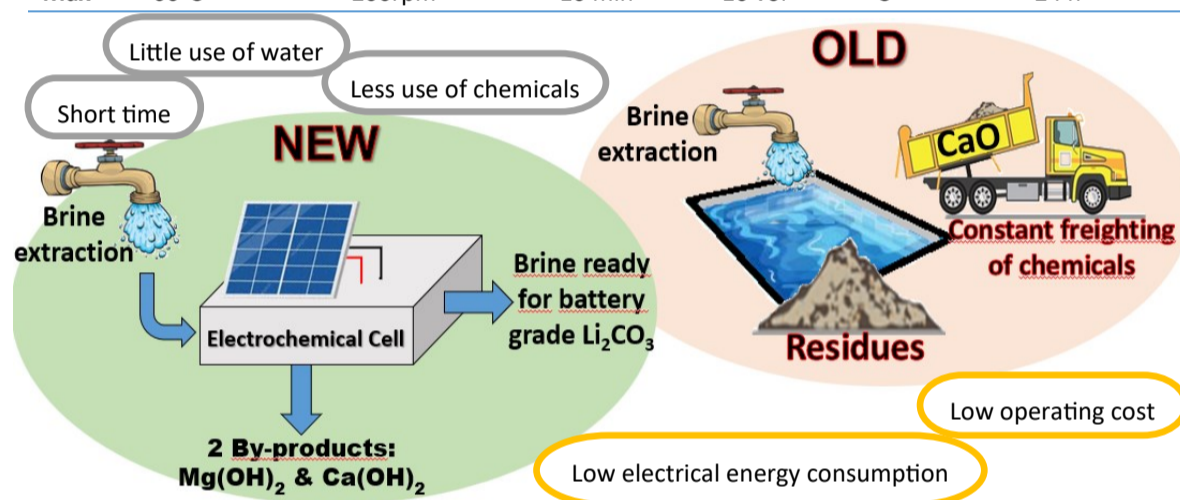 Little use of water
Less use of chemicals
Short time
NEW
Brine
extraction
Electrochemical Cell
Brine ready
for battery
grade Li₂CO₃
2 By-products:
Mg(OH)₂ & Ca(OH)₂
OLD
Brine
extraction
CaO
Constant freighting
of chemicals
Residues
Low operating cost
Low electrical energy consumption